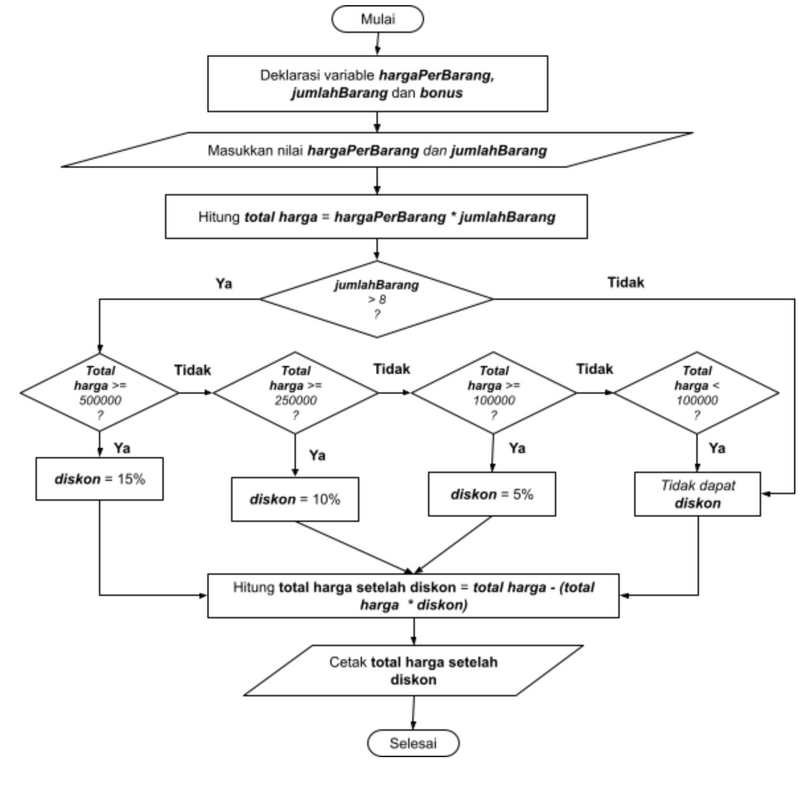 Mulai
Deklarasi variable hargaPerBarang,
jumlahBarang dan bonus
Masukkan nilai hargaPerBarang dan jumlahBarang
Hitung total harga = hargaPerBarang * jumlahBarang
Ya
jumlahBarang
> 8
?
Tidak
Total
harga >=
500000
?
Tidak
Total
harga >=
250000
?
Tidak
Total
harga >=
100000
?
Tidak
Total
harga <
100000
?
Ya
Ya
Ya
Ya
diskon = 15%
diskon = 10%
diskon = 5%
Tidak dapat
diskon
Hitung total harga setelah diskon = total harga - (total
harga * diskon)
Cetak total harga setelah
diskon
Selesai